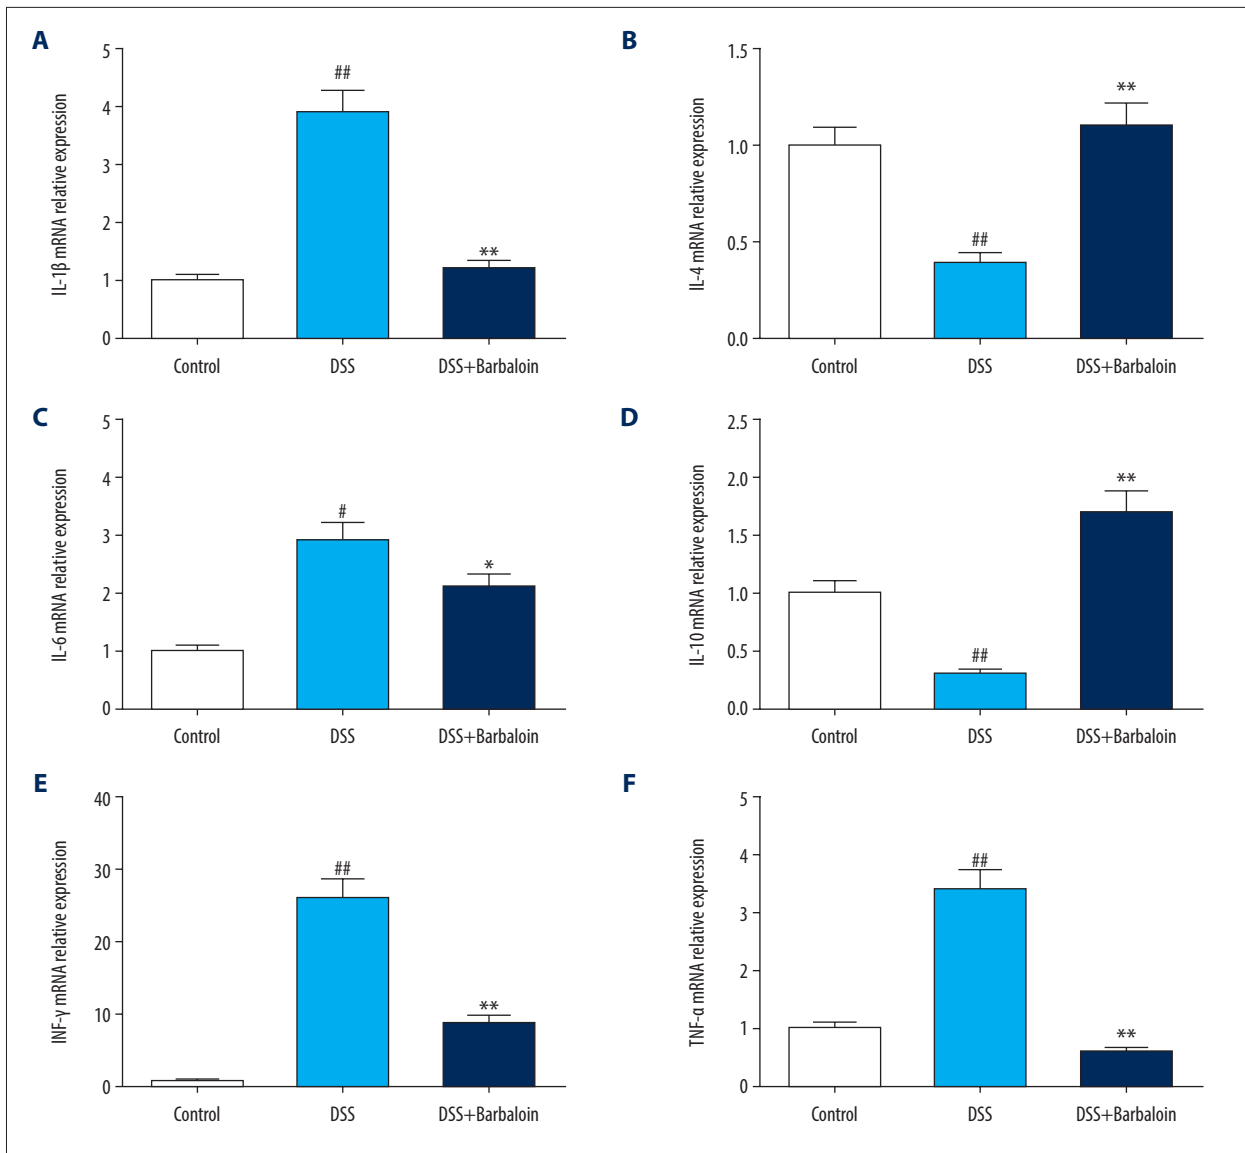 A
IL-1β mRNA relative expression
5
4
3
2
1
0
##
**
Control
DSS
DSS+Barbaloin
B
IL-4 mRNA relative expression
1.5
1.0
0.5
0.0
##
**
Control
DSS
DSS+Barbaloin
C
IL-6 mRNA relative expression
5
4
3
2
1
0
#
*
Control
DSS
DSS+Barbaloin
D
IL-10 mRNA relative expression
2.5
2.0
1.5
1.0
0.5
0.0
##
**
Control
DSS
DSS+Barbaloin
E
INF-γ mRNA relative expression
40
30
20
10
0
##
**
Control
DSS
DSS+Barbaloin
F
TNF-α mRNA relative expression
5
4
3
2
1
0
##
**
Control
DSS
DSS+Barbaloin